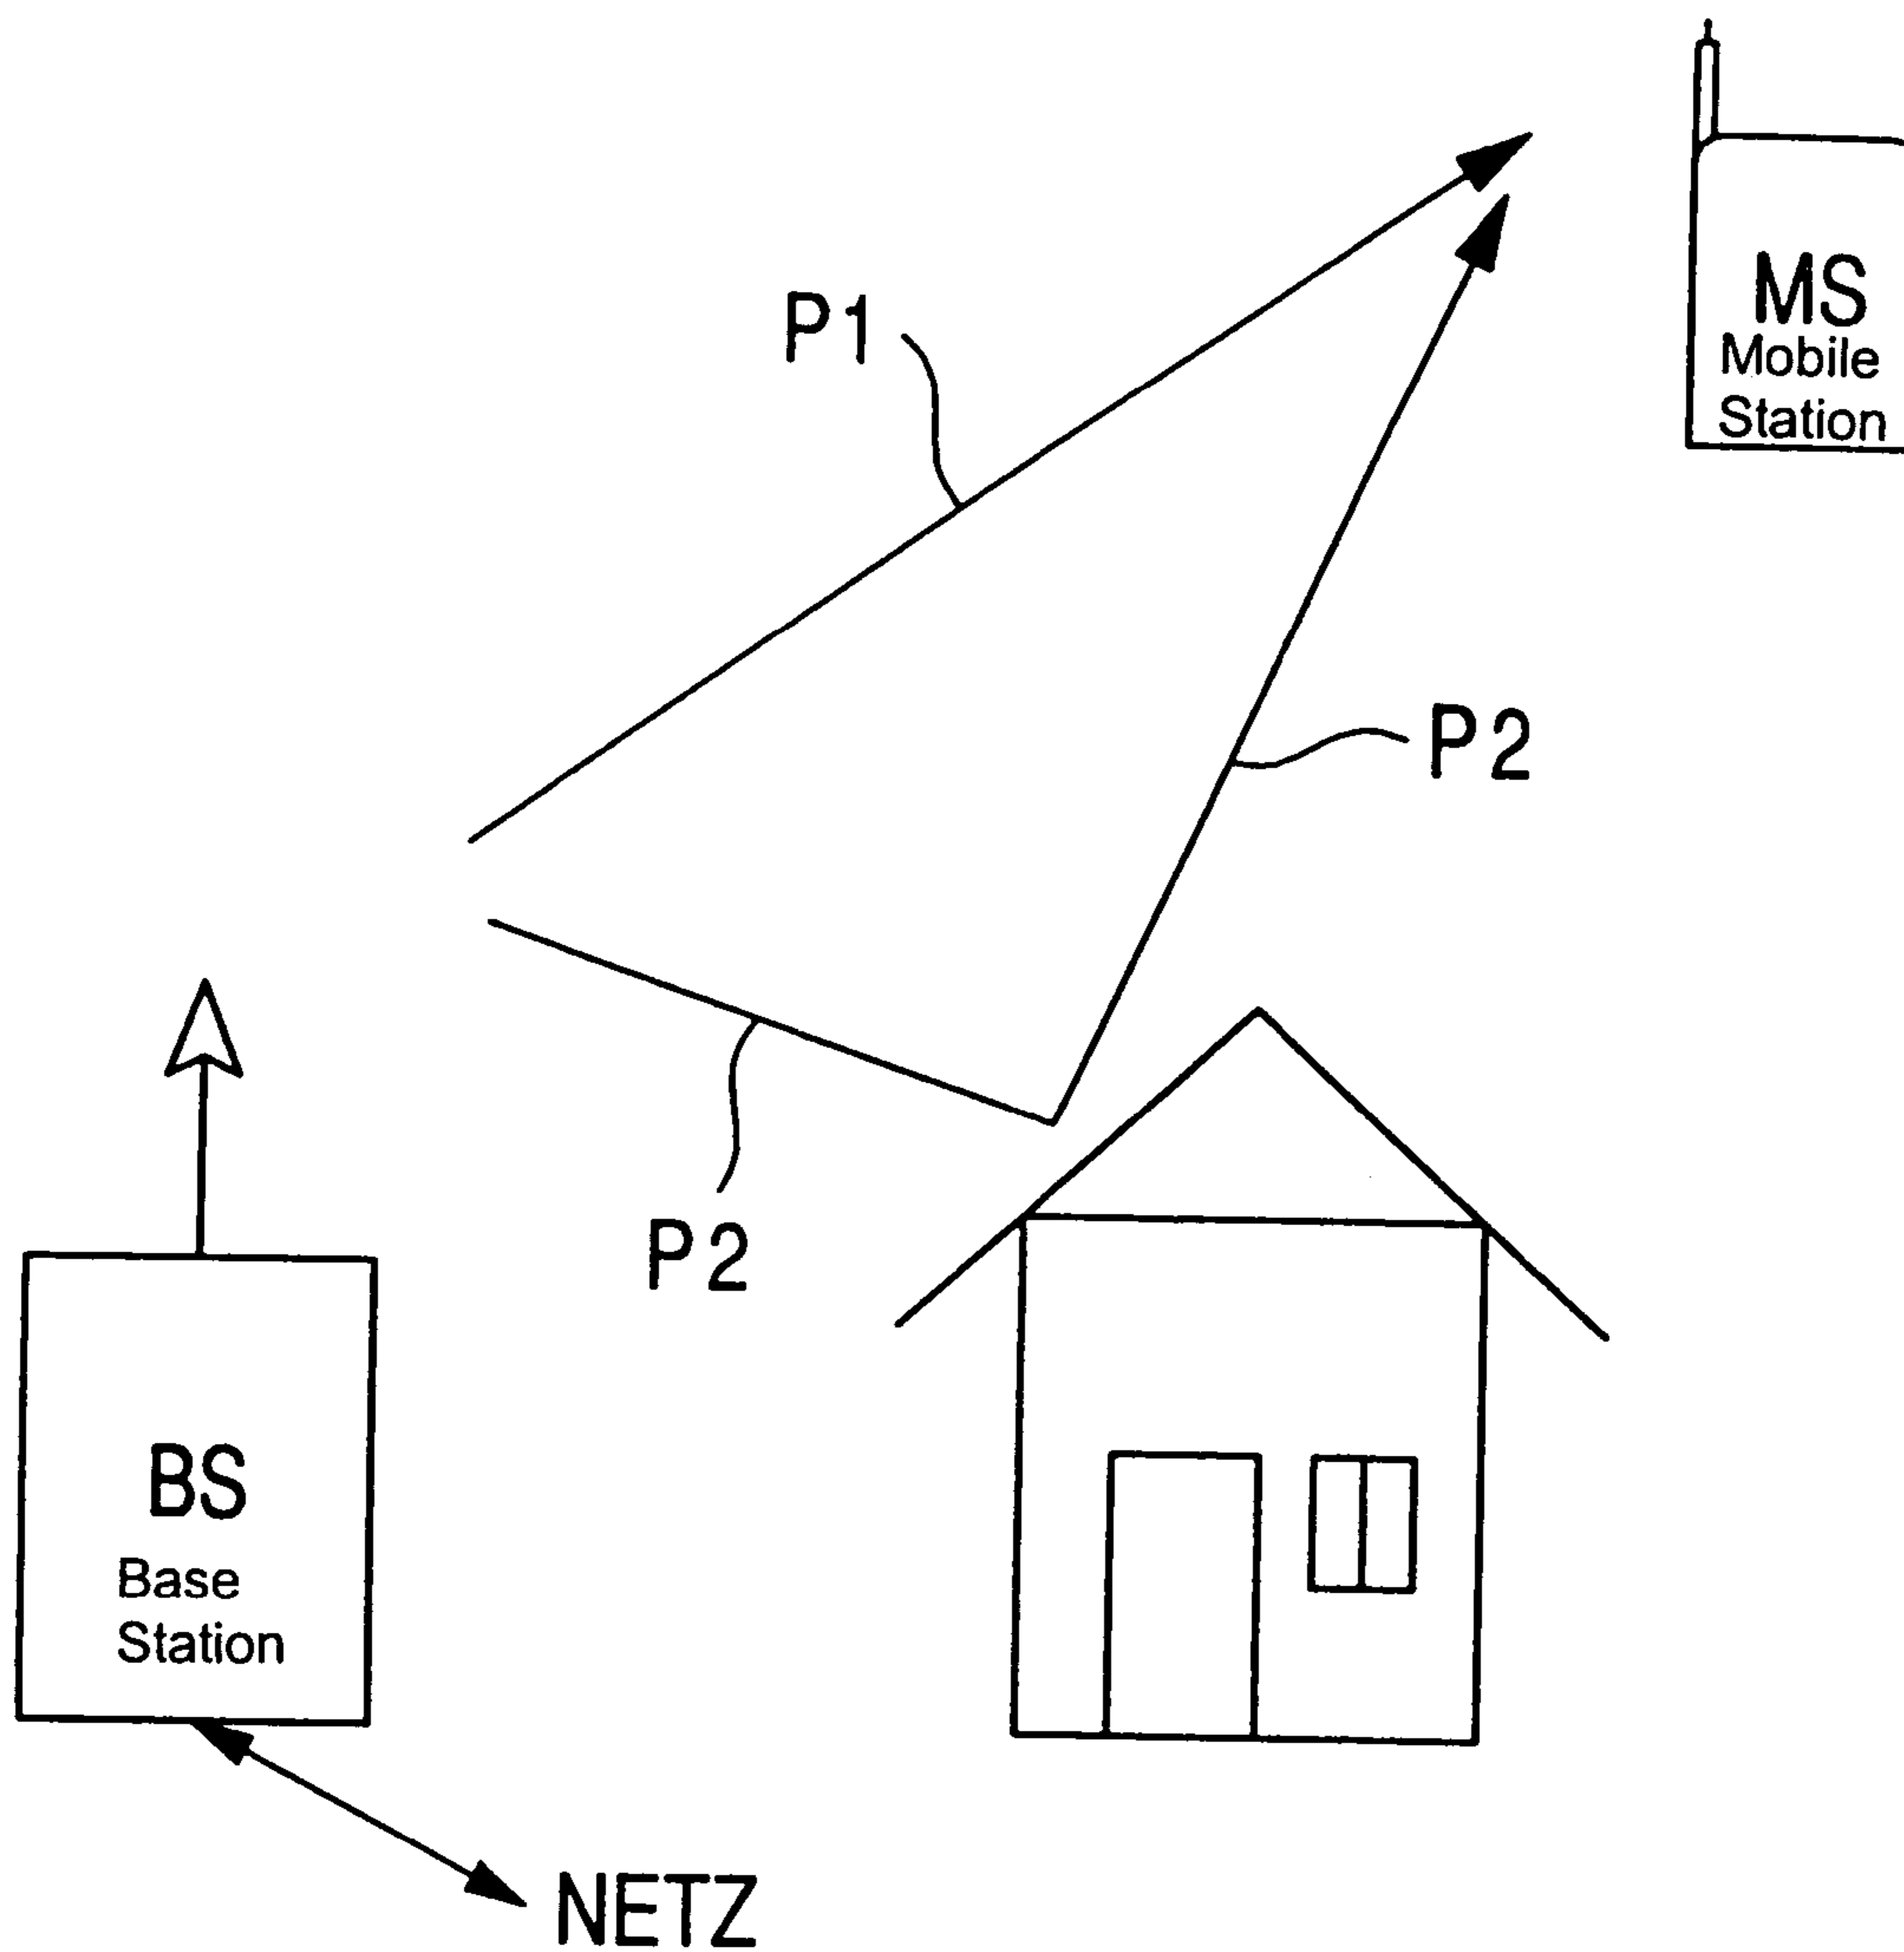 MS
Mobile
Station
P1
P2
P2
BS
Base
Station
NETZ